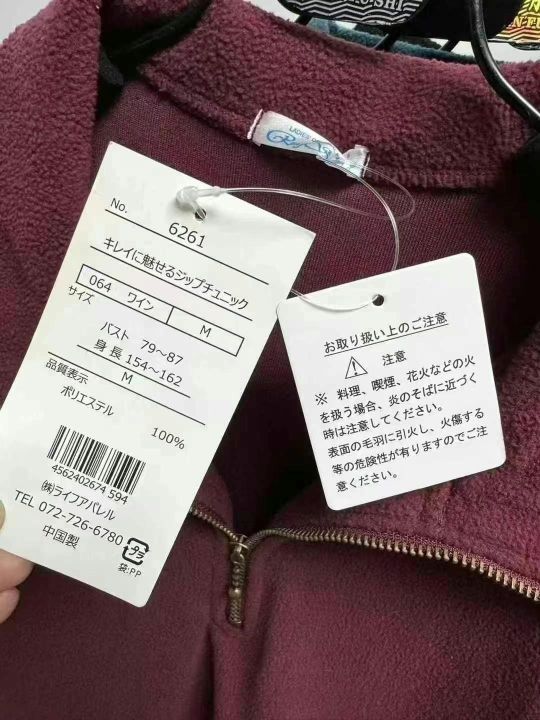 No. 6261
キレイに魅せるジップチュニック
064 ワイン M
サイズ
バスト 79~87
身長 154~162
M
品質表示
ポリエステル 100%
4562402674 594
㈱ライフアパレル
TEL 072-726-6780
中国製
プラ
袋:PP
お取り扱い上のご注意
注意
※ 料理、喫煙、花火などの火
を扱う場合、炎のそばに近づく
時は注意してください。
表面の毛羽に引火し、火傷する
等の危険性が有りますのでご注
意ください。
LADIES